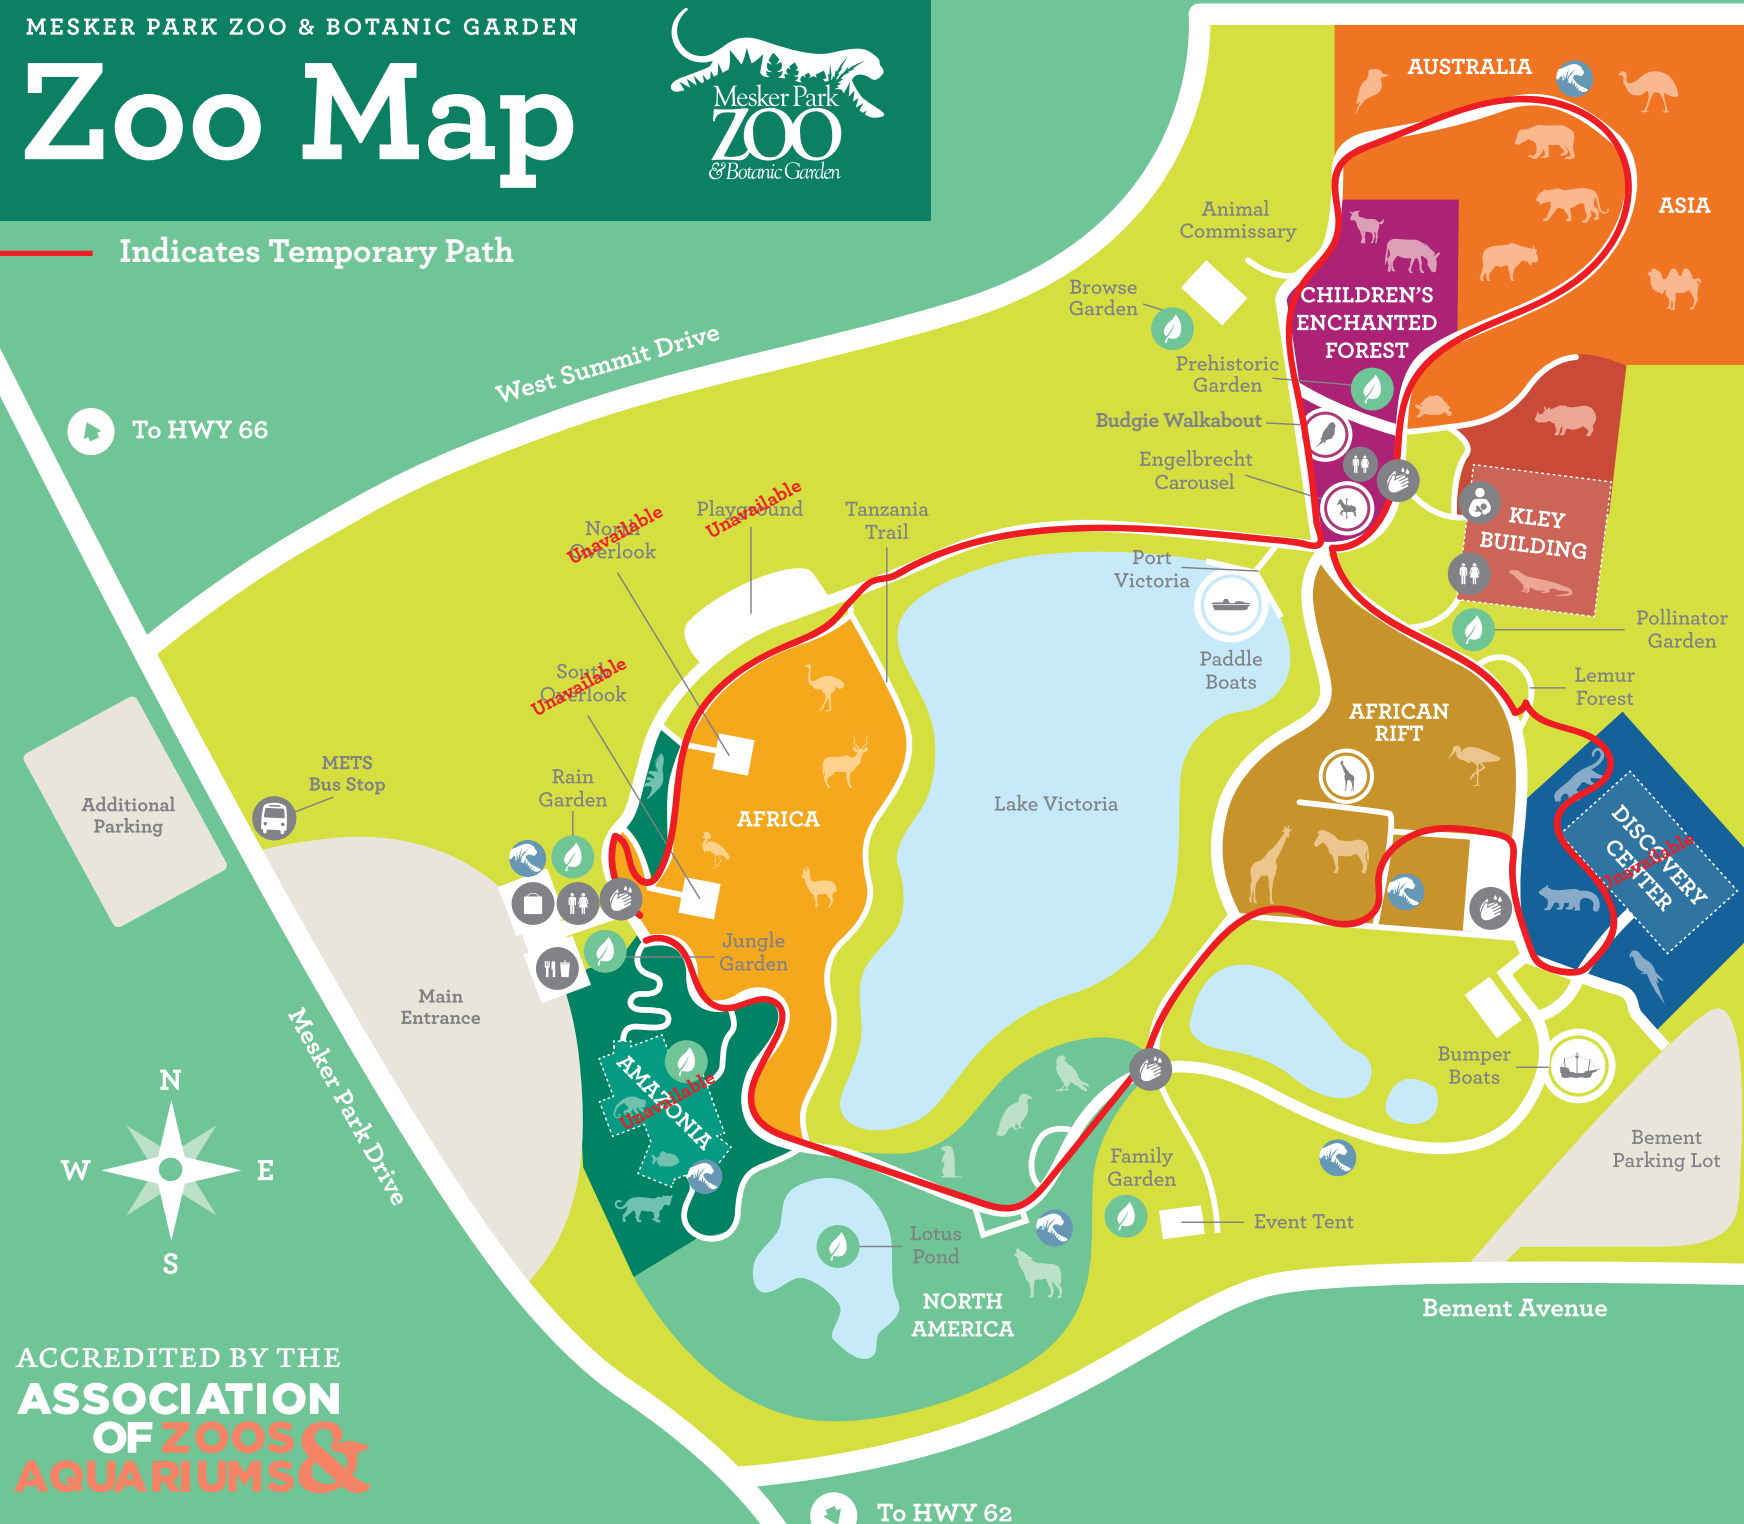 MESKER PARK ZOO & BOTANIC GARDEN
Zoo Map
Mesker Park
ZOO
& Botanic Garden
Indicates Temporary Path
AUSTRALIA
ASIA
Animal
Commissary
Browse
Garden
CHILDREN'S
ENCHANTED
FOREST
Prehistoric
Garden
West Summit Drive
Budgie Walkabout
To HWY 66
Engelbrecht
Carousel
Playground
Unavailable
Tanzania
Trail
North
Overlook
Unavailable
KLEY
BUILDING
Port
Victoria
Pollinator
Garden
Paddle
Boats
South
Overlook
Unavailable
Lemur
Forest
AFRICAN
RIFT
METS
Bus Stop
Rain
Garden
Additional
Parking
AFRICA
Lake Victoria
DISCOVERY
CENTER
Unavailable
Jungle
Garden
Main
Entrance
Mesker Park Drive
AMAZONIA
Unavailable
Bumper
Boats
N
W
E
S
Family
Garden
Bement
Parking Lot
Event Tent
Lotus
Pond
NORTH
AMERICA
Bement Avenue
ACCREDITED BY THE
ASSOCIATION
OF ZOOS &
AQUARIUMS
To HWY 62